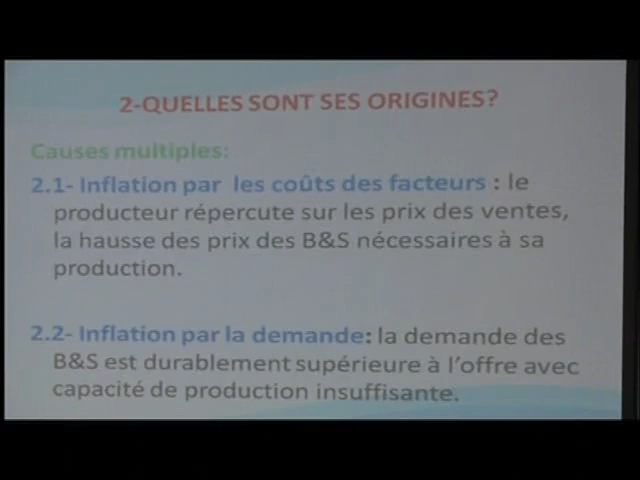 2-QUELLES SONT SES ORIGINES?
Causes multiples:
2.1- Inflation par les coûts des facteurs : le
producteur répercute sur les prix des ventes,
la hausse des prix des B&S nécessaires à sa
production.
2.2- Inflation par la demande: la demande des
B&S est durablement supérieure à l'offre avec
capacité de production insuffisante.